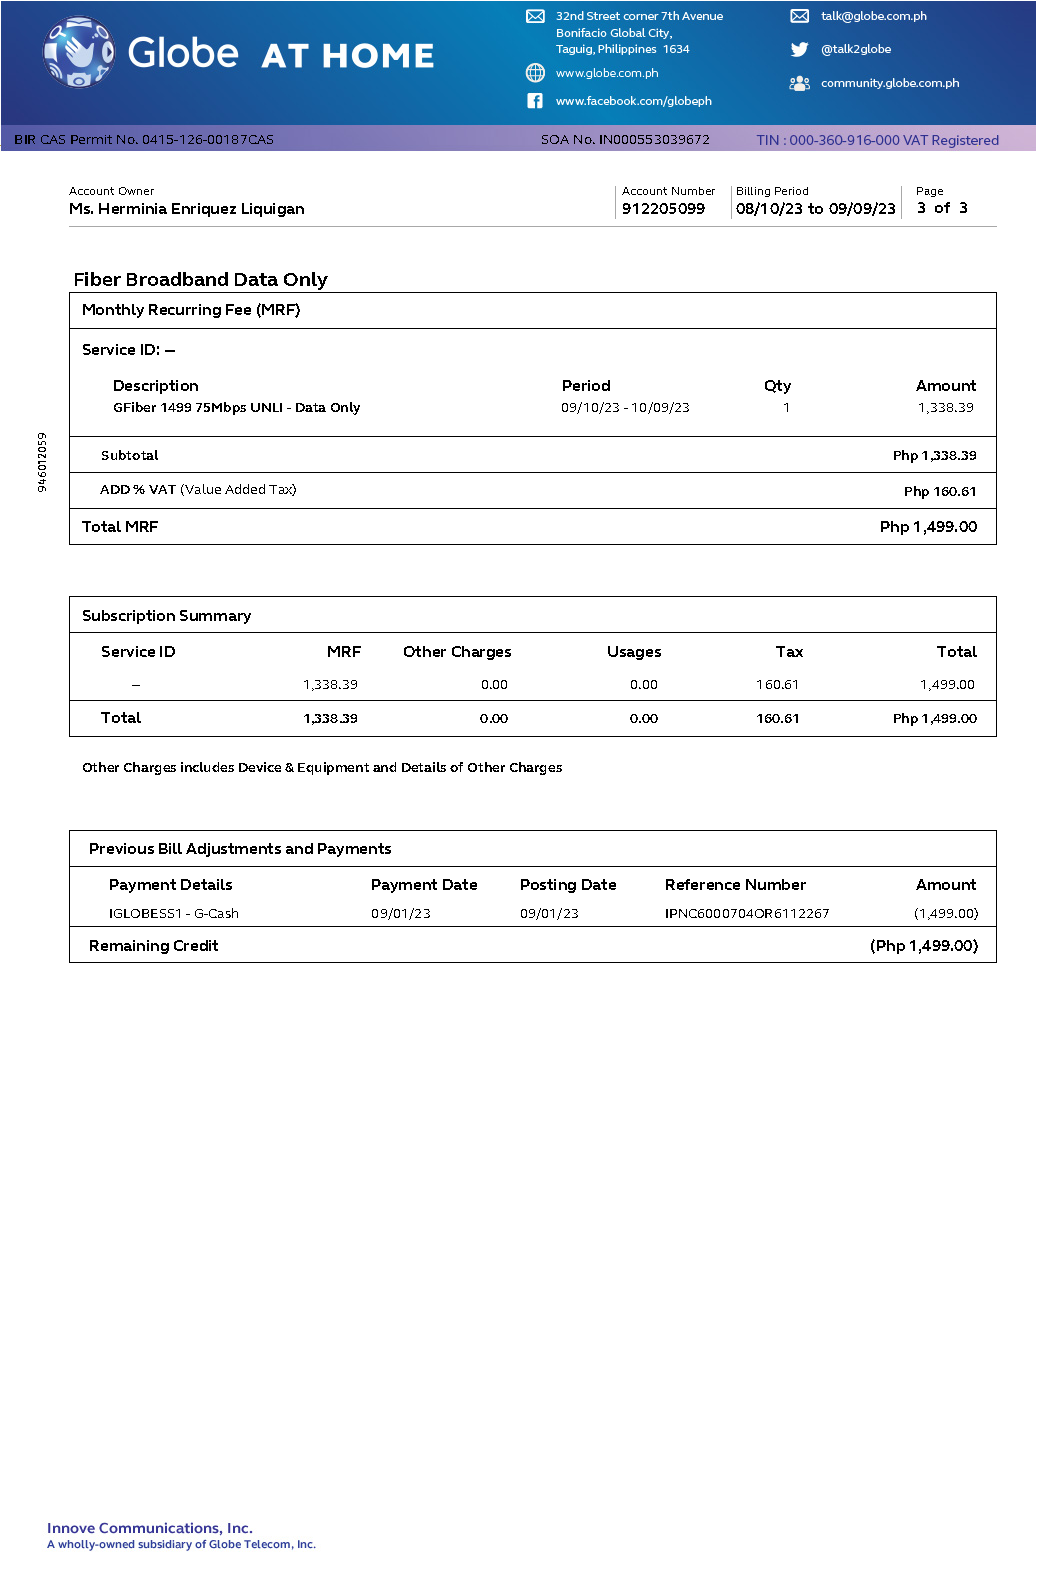 Globe AT HOME
32nd Street corner 7th Avenue
Bonifacio Global City,
Taguig, Philippines 1634
www.globe.com.ph
www.facebook.com/globeph
talk@globe.com.ph
@talk2globe
community.globe.com.ph
BIR CAS Permit No. 0415-126-00187CAS SOA No. IN000553039672 TIN : 000-360-916-000 VAT Registered
Account Owner Account Number Billing Period Page
Ms. Herminia Enriquez Liquigan 912205099 08/10/23 to 09/09/23 3 of 3
Fiber Broadband Data Only
Monthly Recurring Fee (MRF)
Service ID: –
Description Period Qty Amount
GFiber 1499 75Mbps UNLI - Data Only 09/10/23 - 10/09/23 1 1,338.39
Subtotal Php 1,338.39
ADD % VAT (Value Added Tax) Php 160.61
Total MRF Php 1,499.00
946012059
Subscription Summary
Service ID MRF Other Charges Usages Tax Total
– 1,338.39 0.00 0.00 160.61 1,499.00
Total 1,338.39 0.00 0.00 160.61 Php 1,499.00
Other Charges includes Device & Equipment and Details of Other Charges
Previous Bill Adjustments and Payments
Payment Details Payment Date Posting Date Reference Number Amount
IGLOBESS1 - G-Cash 09/01/23 09/01/23 IPNC6000704OR6112267 (1,499.00)
Remaining Credit (Php 1,499.00)
Innove Communications, Inc.
A wholly-owned subsidiary of Globe Telecom, Inc.